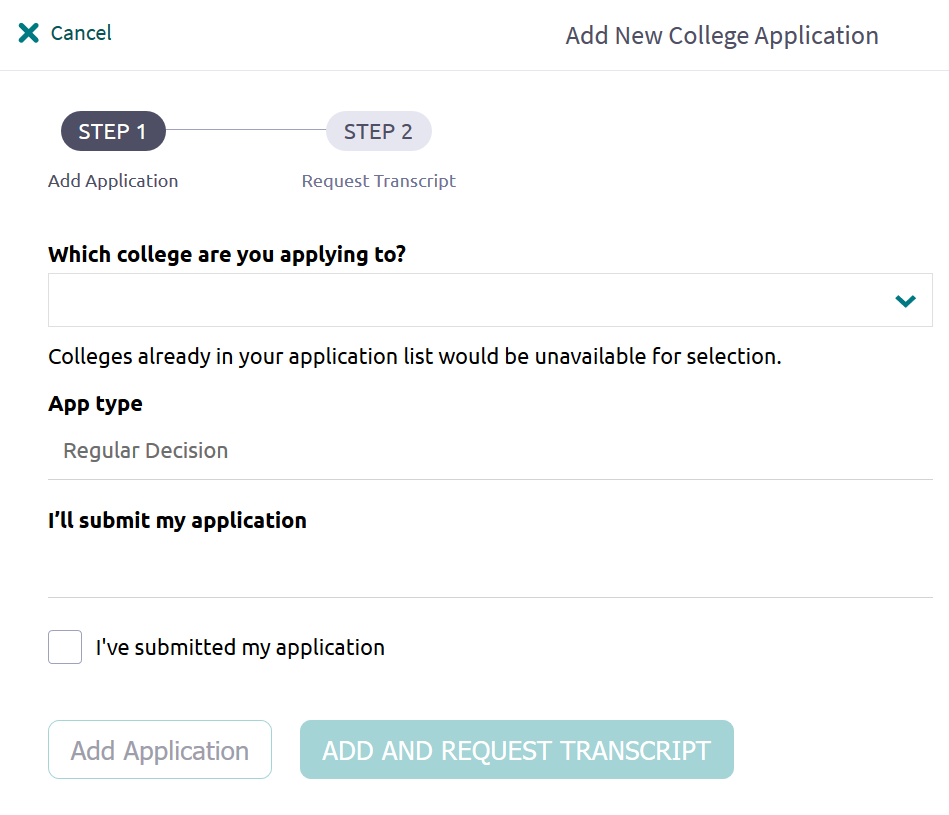 Cancel
Add New College Application
STEP 1
STEP 2
Add Application
Request Transcript
Which college are you applying to?
Colleges already in your application list would be unavailable for selection.
App type
Regular Decision
I’ll submit my application
I've submitted my application
Add Application
ADD AND REQUEST TRANSCRIPT